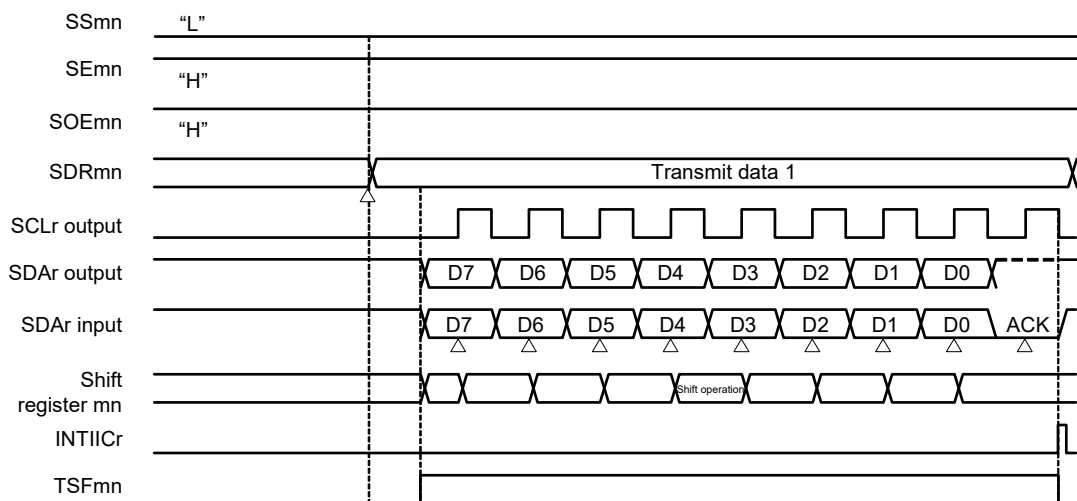 SSmn “L”
SEmn “H”
SOEmn “H”
SDRmn Transmit data 1
SCLr output
SDAr output D7 D6 D5 D4 D3 D2 D1 D0
SDAr input D7 D6 D5 D4 D3 D2 D1 D0 ACK
Shift
register mn Shift operation
INTIICr
TSFmn